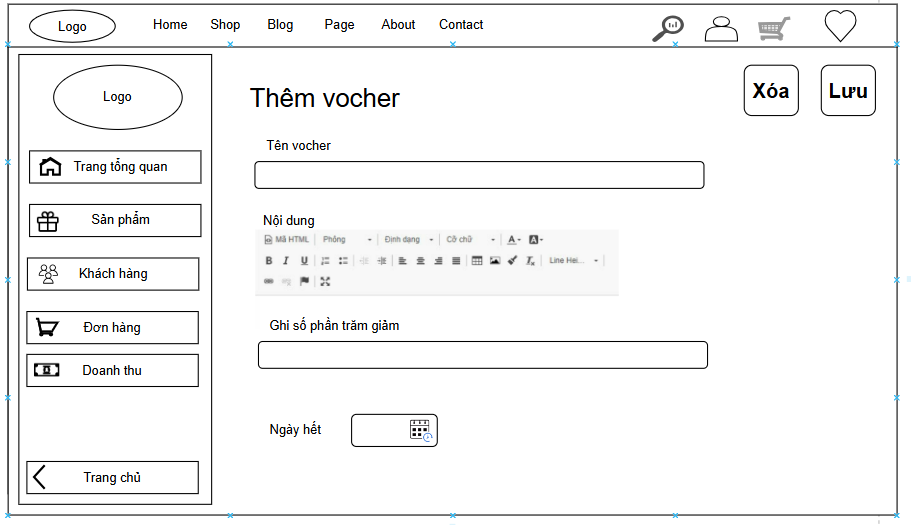 Logo Home Shop Blog Page About Contact
Logo
Trang tổng quan
Sản phẩm
Khách hàng
Đơn hàng
Doanh thu
Trang chủ
Thêm vocher
Xóa Lưu
Tên vocher
Nội dung
Mã HTML Phông Định dạng Cỡ chữ A A
B I U Line Hei...
Ghi số phần trăm giảm
Ngày hết